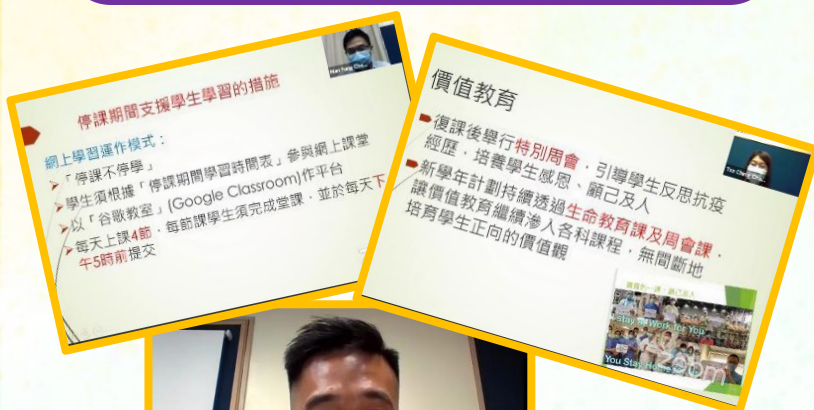 停課期間支援學生學習的措施
網上學習運作模式：
「停課不停學」
學生須根據「停課期間學習時間表」參與網上課堂
以「谷歌教室」(Google Classroom)作平台
每天上課4節，每節課學生須完成堂課，並於每天下
午5時前提交
價值教育
復課後舉行特別周會，引導學生反思抗疫
經歷，培養學生感恩、顧己及人
新學年計劃持續透過生命教育課及周會課，
讓價值教育繼續滲入各科課程，無間斷地
培育學生正向的價值觀
I stay at Work for You
You Stay Home
zoom